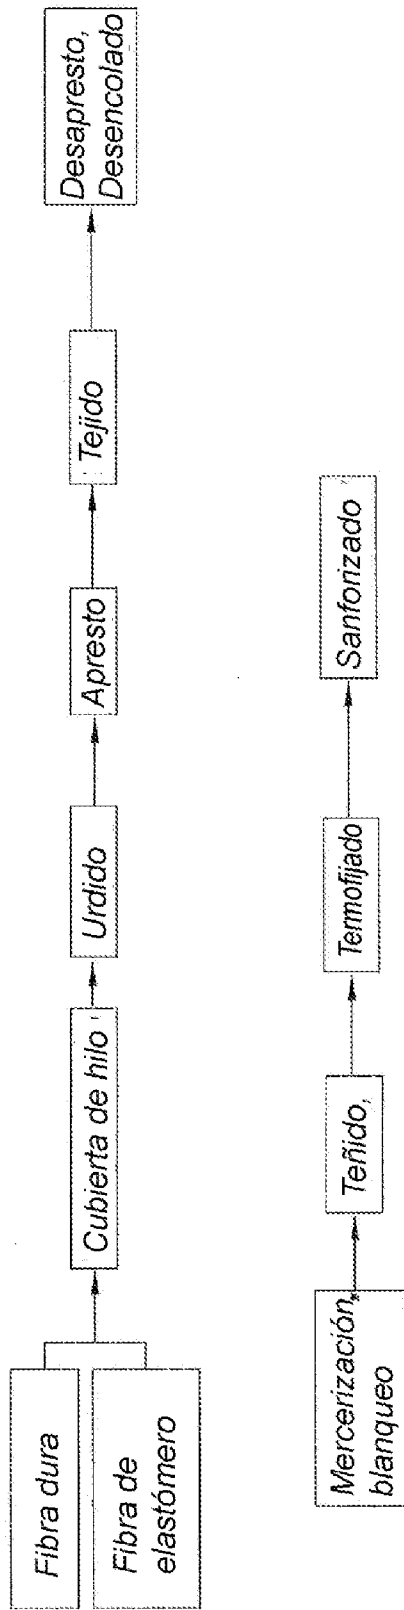 Fibra dura
Fibra de
elastómero
Cubierta de hilo
Urdido
Apresto
Tejido
Desapresto,
Desencolado
Mercerización,
blanqueo
Teñido,
Termofijado
Sanforizado